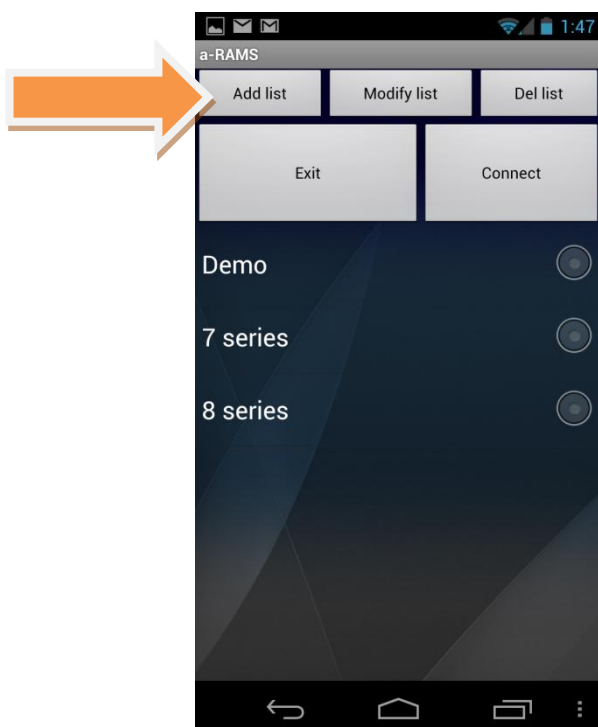 1:47
a-RAMS
Add list Modify list Del list
Exit Connect
Demo
7 series
8 series